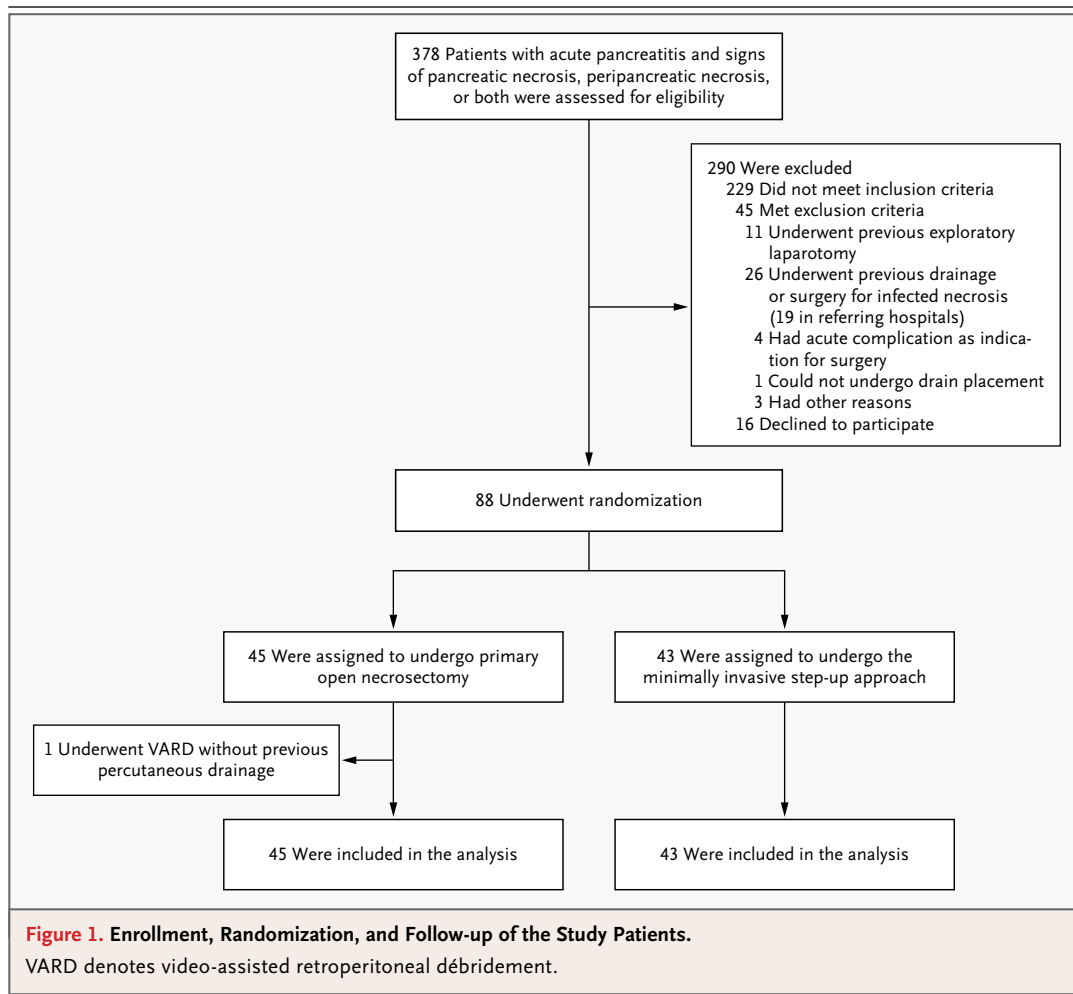 378 Patients with acute pancreatitis and signs
of pancreatic necrosis, peripancreatic necrosis,
or both were assessed for eligibility
290 Were excluded
229 Did not meet inclusion criteria
45 Met exclusion criteria
11 Underwent previous exploratory
laparotomy
26 Underwent previous drainage
or surgery for infected necrosis
(19 in referring hospitals)
4 Had acute complication as indica-
tion for surgery
1 Could not undergo drain placement
3 Had other reasons
16 Declined to participate
88 Underwent randomization
45 Were assigned to undergo primary
open necrosectomy
43 Were assigned to undergo the
minimally invasive step-up approach
1 Underwent VARD without previous
percutaneous drainage
45 Were included in the analysis
43 Were included in the analysis
Figure 1. Enrollment, Randomization, and Follow-up of the Study Patients.
VARD denotes video-assisted retroperitoneal débridement.